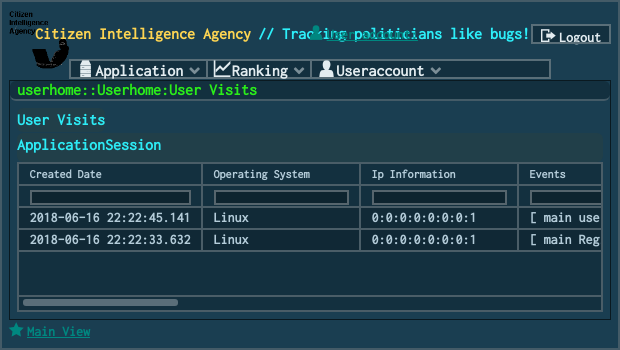 Citizen
Intelligence
Agency
Citizen Intelligence Agency // Tracking politicians like bugs!
Logout
Application
Ranking
Useraccount
userhome::Userhome:User Visits
User Visits
ApplicationSession
Created Date Operating System Ip Information Events
2018-06-16 22:22:45.141 Linux 0:0:0:0:0:0:0:1 [ main use
2018-06-16 22:22:33.632 Linux 0:0:0:0:0:0:0:1 [ main Reg
Main View